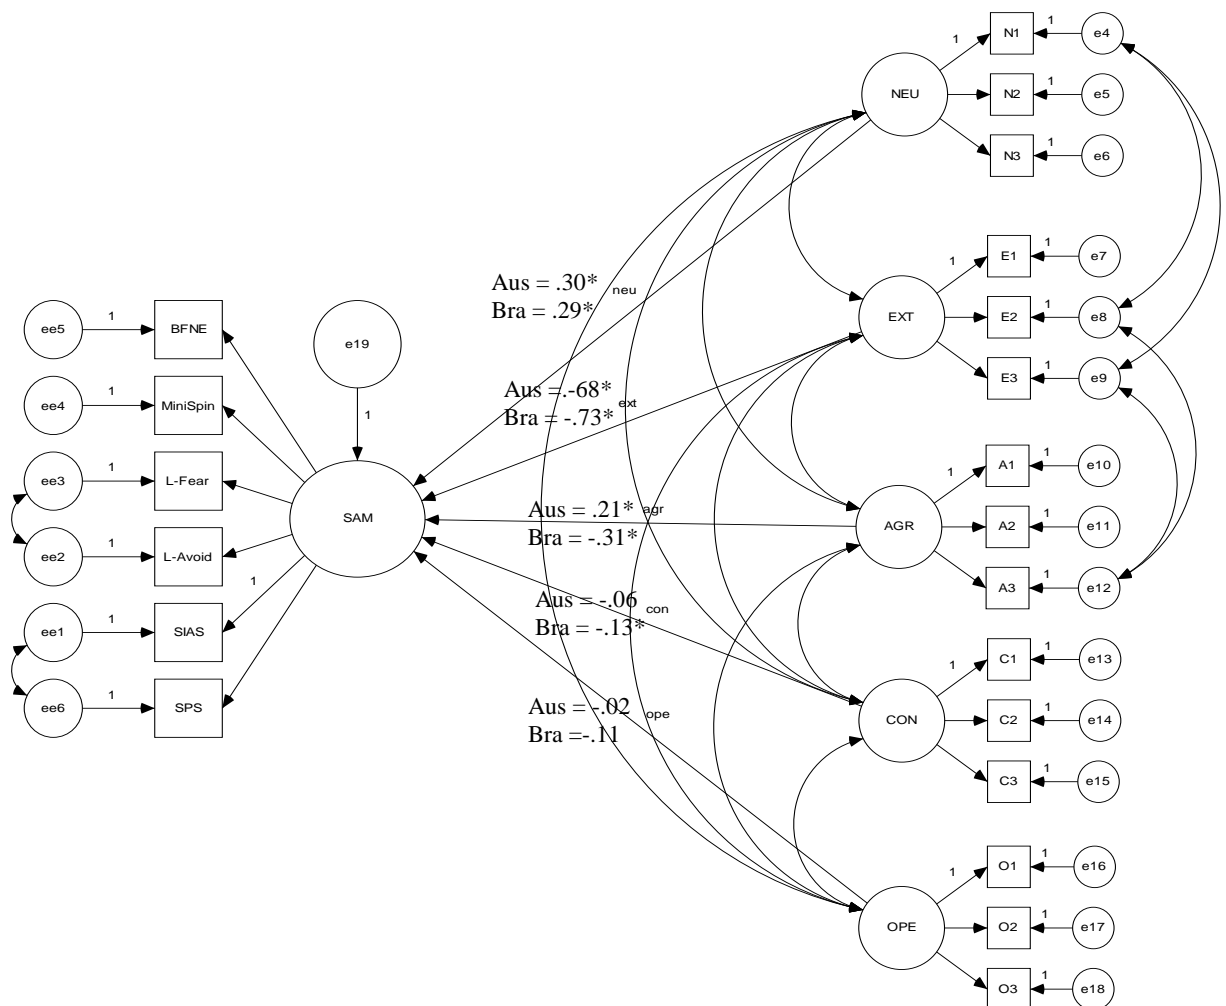 1
N1
1
e4
NEU
N2
1
e5
N3
1
e6
1
E1
1
e7
EXT
E2
1
e8
E3
1
e9
Aus = .30*
neu
Bra = .29*
ee5
1
BFNE
e19
1
ee4
1
MiniSpin
Aus =.-68*
ext
Bra = -.73*
ee3
1
L-Fear
SAM
ee2
1
L-Avoid
1
ee1
1
SIAS
ee6
1
SPS
Aus = .21*
agr
Bra = -.31*
1
A1
1
e10
AGR
A2
1
e11
A3
1
e12
Aus = -.06
con
Bra = -.13*
1
C1
1
e13
CON
C2
1
e14
C3
1
e15
Aus = -.02
ope
Bra =-.11
1
O1
1
e16
OPE
O2
1
e17
O3
1
e18